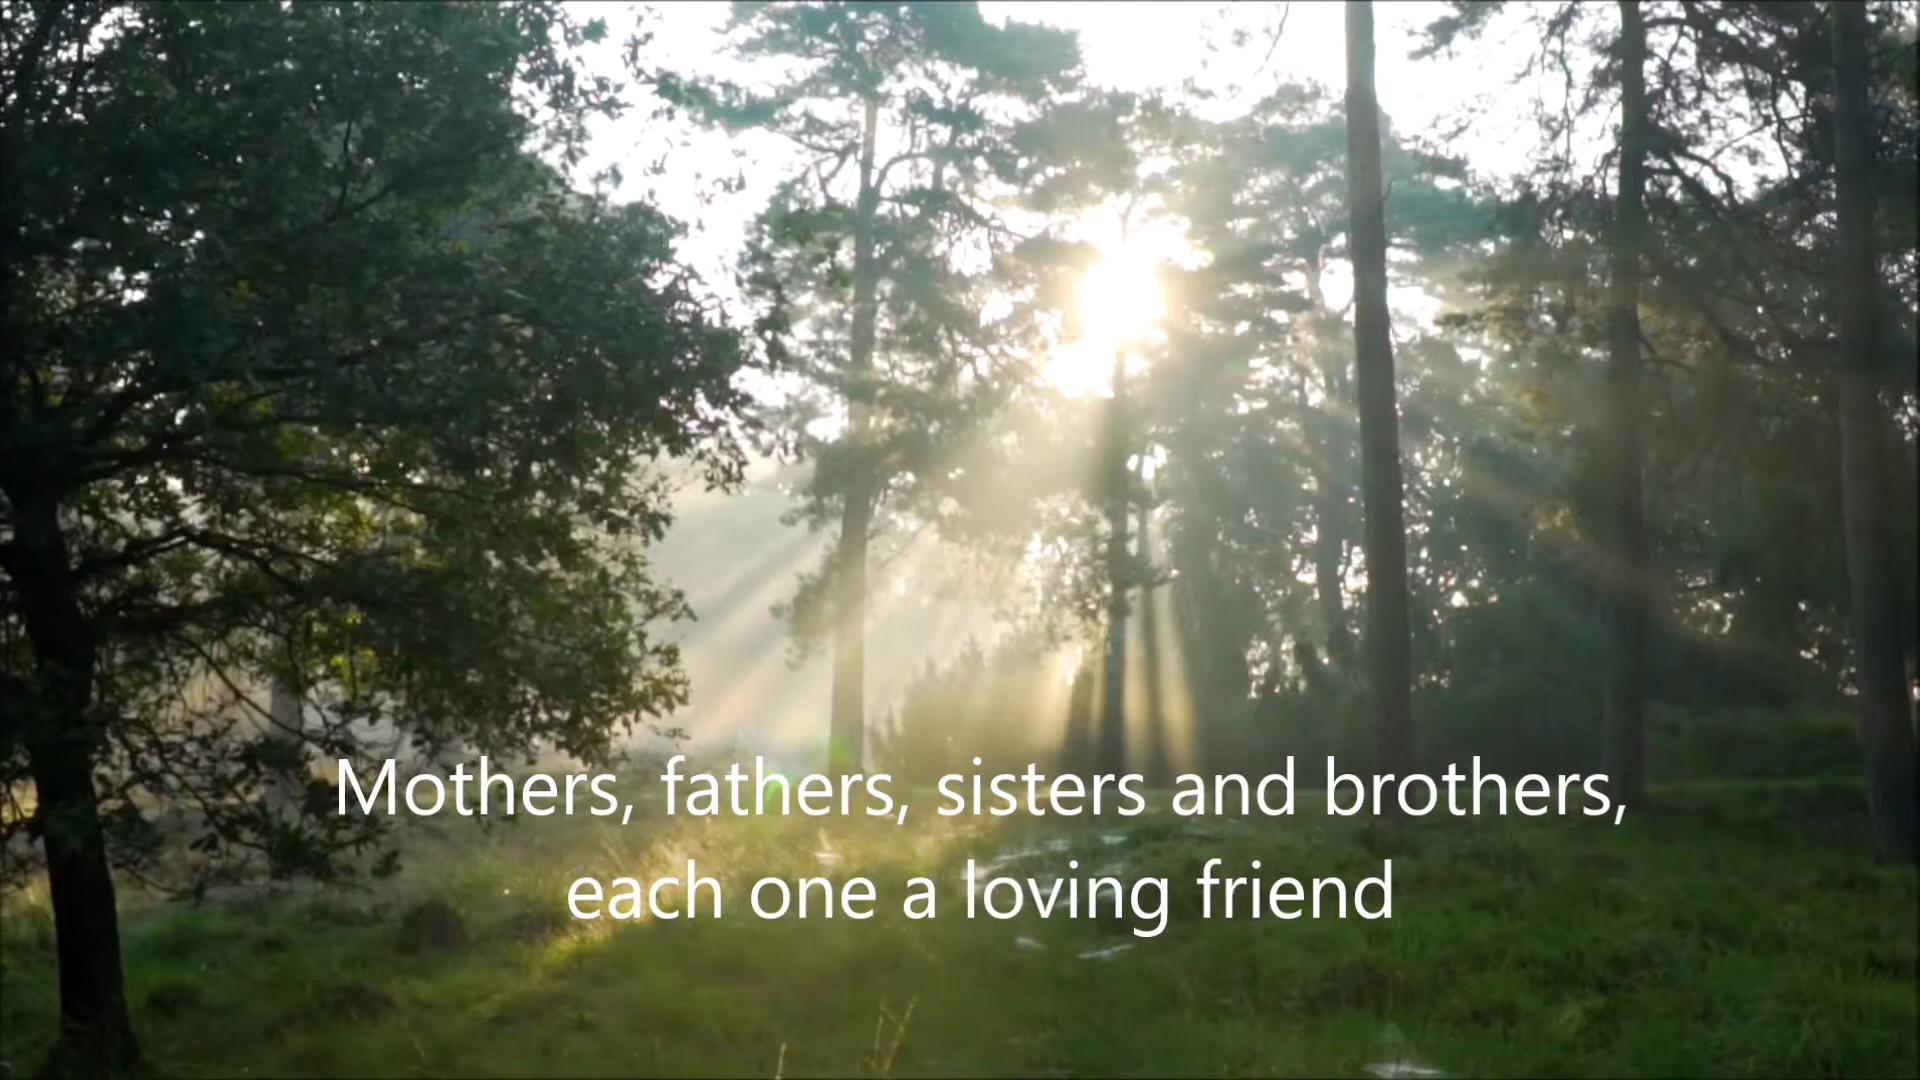 Mothers, fathers, sisters and brothers,
each one a loving friend